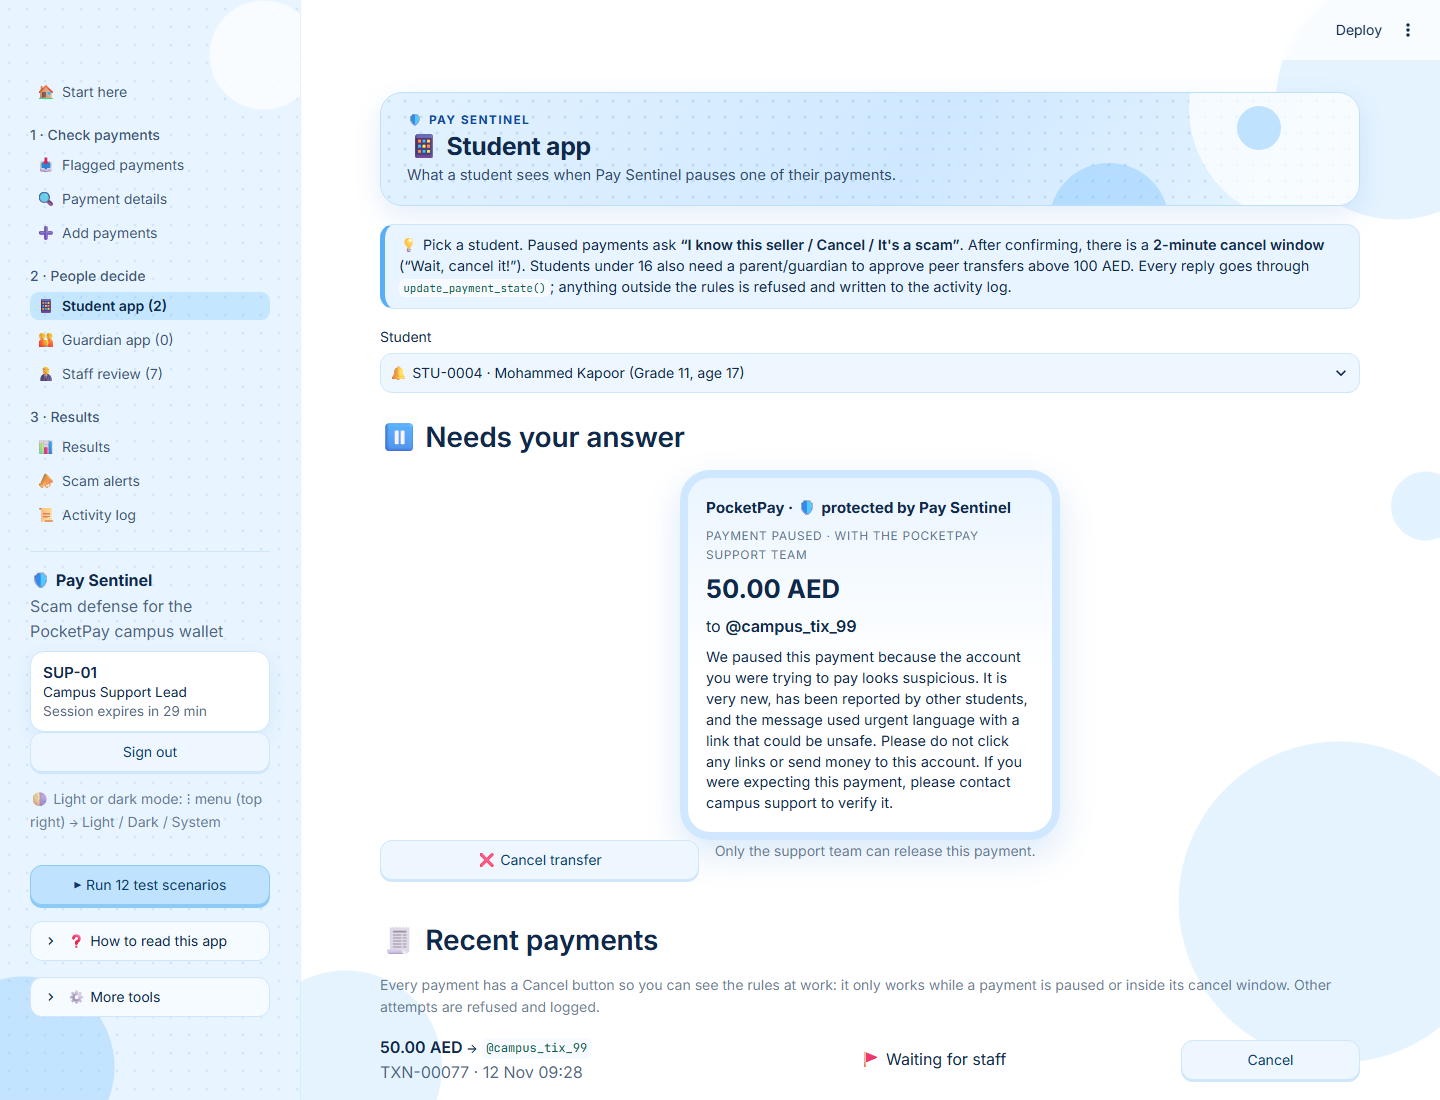 Deploy
Start here
1 · Check payments
Flagged payments
Payment details
Add payments
2 · People decide
Student app (2)
Guardian app (0)
Staff review (7)
3 · Results
Results
Scam alerts
Activity log
Pay Sentinel
Scam defense for the
PocketPay campus wallet
SUP-01
Campus Support Lead
Session expires in 29 min
Sign out
Light or dark mode: ⋮ menu (top
right) → Light / Dark / System
▸ Run 12 test scenarios
How to read this app
More tools
PAY SENTINEL
Student app
What a student sees when Pay Sentinel pauses one of their payments.
Pick a student. Paused payments ask “I know this seller / Cancel / It's a scam”. After confirming, there is a 2-minute cancel window
(“Wait, cancel it!”). Students under 16 also need a parent/guardian to approve peer transfers above 100 AED. Every reply goes through
update_payment_state() ; anything outside the rules is refused and written to the activity log.
Student
STU-0004 · Mohammed Kapoor (Grade 11, age 17)
Needs your answer
PocketPay · protected by Pay Sentinel
PAYMENT PAUSED · WITH THE POCKETPAY
SUPPORT TEAM
50.00 AED
to @campus_tix_99
We paused this payment because the account
you were trying to pay looks suspicious. It is
very new, has been reported by other students,
and the message used urgent language with a
link that could be unsafe. Please do not click
any links or send money to this account. If you
were expecting this payment, please contact
campus support to verify it.
Cancel transfer
Only the support team can release this payment.
Recent payments
Every payment has a Cancel button so you can see the rules at work: it only works while a payment is paused or inside its cancel window. Other
attempts are refused and logged.
50.00 AED → @campus_tix_99
TXN-00077 · 12 Nov 09:28
Waiting for staff
Cancel